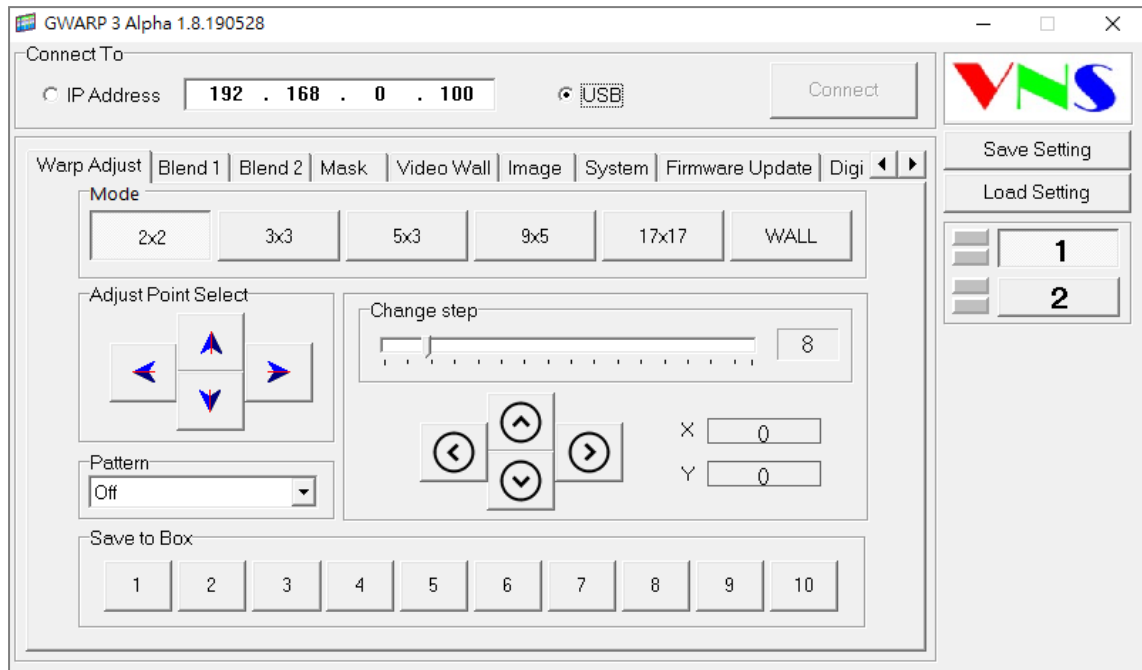 GWARP 3 Alpha 1.8.190528
Connect To
IP Address 192 . 168 . 0 . 100 USB Connect
VNS
Save Setting
Load Setting
Warp Adjust Blend 1 Blend 2 Mask Video Wall Image System Firmware Update Digi
Mode
2x2 3x3 5x3 9x5 17x17 WALL
1
2
Adjust Point Select
Change step
8
X 0
Y 0
Pattern
Off
Save to Box
1 2 3 4 5 6 7 8 9 10